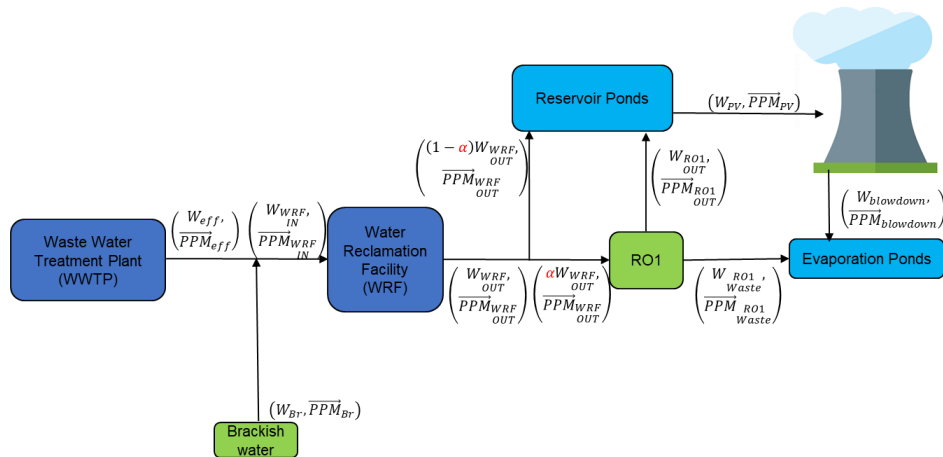 Reservoir Ponds
(W_PV, PPM_PV)
((1 − α)W_WRF OUT,
PPM_WRF OUT)
(W_RO1 OUT,
PPM_RO1 OUT)
(W_blowdown,
PPM_blowdown)
Waste Water
Treatment Plant
(WWTP)
(W_eff,
PPM_eff)
(W_WRF IN,
PPM_WRF IN)
Water
Reclamation
Facility
(WRF)
(W_WRF OUT,
PPM_WRF OUT)
(αW_WRF OUT,
PPM_WRF OUT)
RO1
(W_RO1 Waste,
PPM_RO1 Waste)
Evaporation Ponds
(W_Br, PPM_Br)
Brackish
water